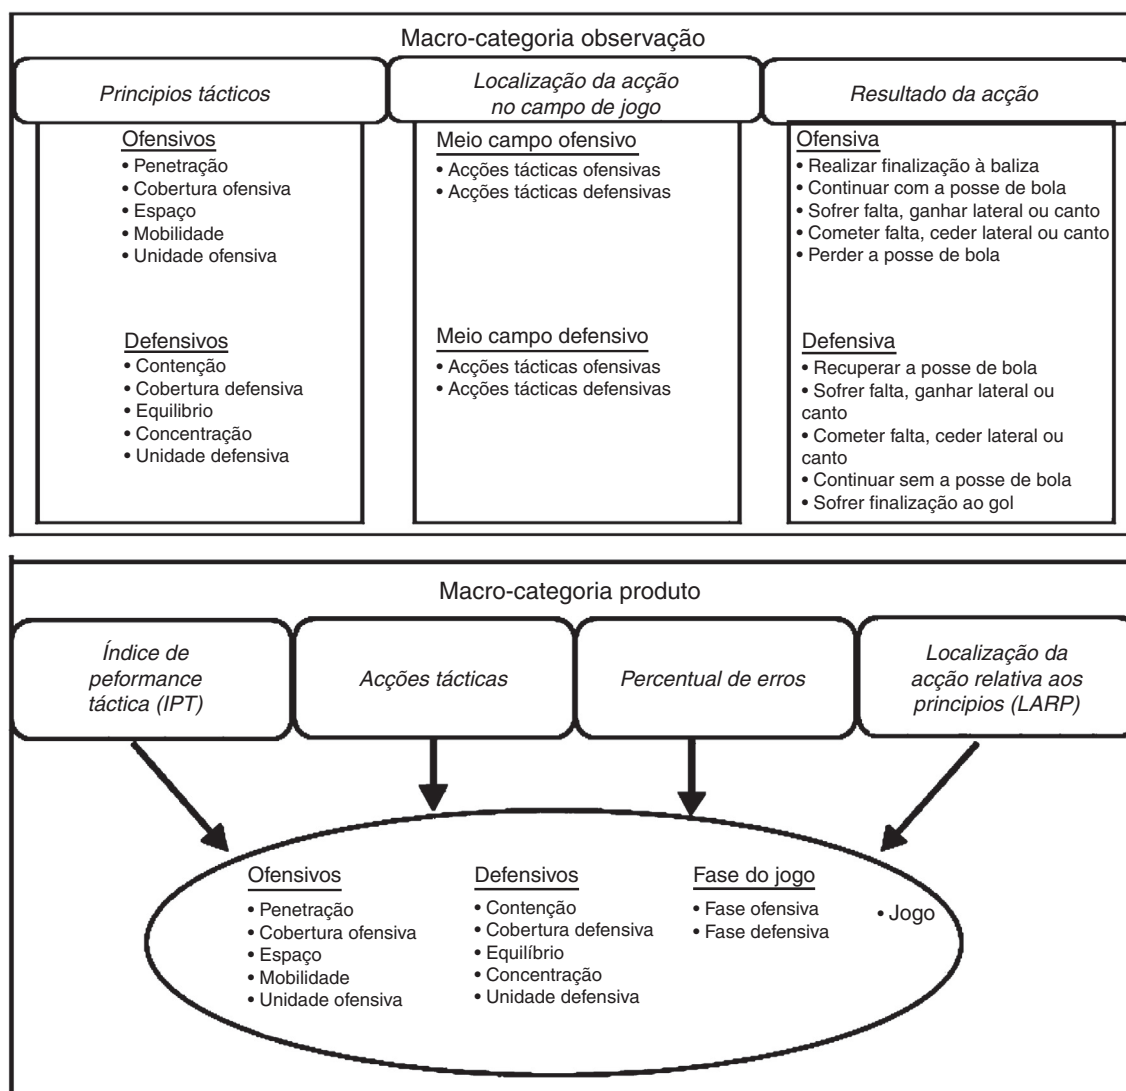 Macro-categoria observação
Principios tácticos
Localização da acção
no campo de jogo
Resultado da acção
Ofensivos
• Penetração
• Cobertura ofensiva
• Espaço
• Mobilidade
• Unidade ofensiva
Defensivos
• Contenção
• Cobertura defensiva
• Equilibrio
• Concentração
• Unidade defensiva
Meio campo ofensivo
• Acções tácticas ofensivas
• Acções tácticas defensivas
Meio campo defensivo
• Acções tácticas ofensivas
• Acções tácticas defensivas
Ofensiva
• Realizar finalização à baliza
• Continuar com a posse de bola
• Sofrer falta, ganhar lateral ou canto
• Cometer falta, ceder lateral ou canto
• Perder a posse de bola
Defensiva
• Recuperar a posse de bola
• Sofrer falta, ganhar lateral ou
canto
• Cometer falta, ceder lateral ou
canto
• Continuar sem a posse de bola
• Sofrer finalização ao gol
Macro-categoria produto
Índice de
peformance
táctica (IPT)
Acções tácticas
Percentual de erros
Localização da
acção relativa aos
principios (LARP)
Ofensivos
• Penetração
• Cobertura ofensiva
• Espaço
• Mobilidade
• Unidade ofensiva
Defensivos
• Contenção
• Cobertura defensiva
• Equilíbrio
• Concentração
• Unidade defensiva
Fase do jogo
• Fase ofensiva
• Fase defensiva
• Jogo